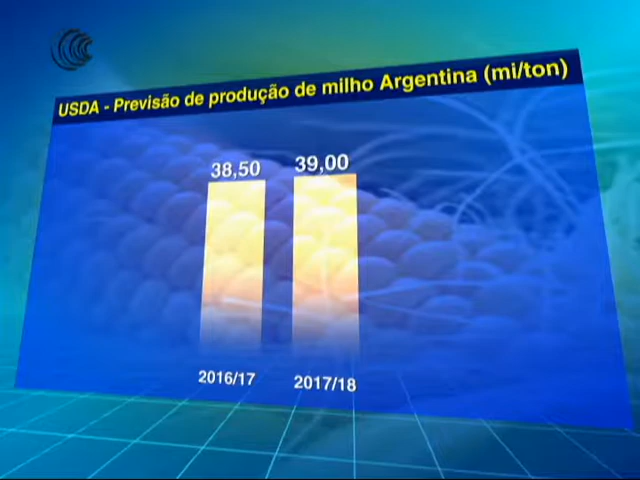 USDA - Previsão de produção de milho Argentina (mi/ton)
38,50 39,00
2016/17 2017/18